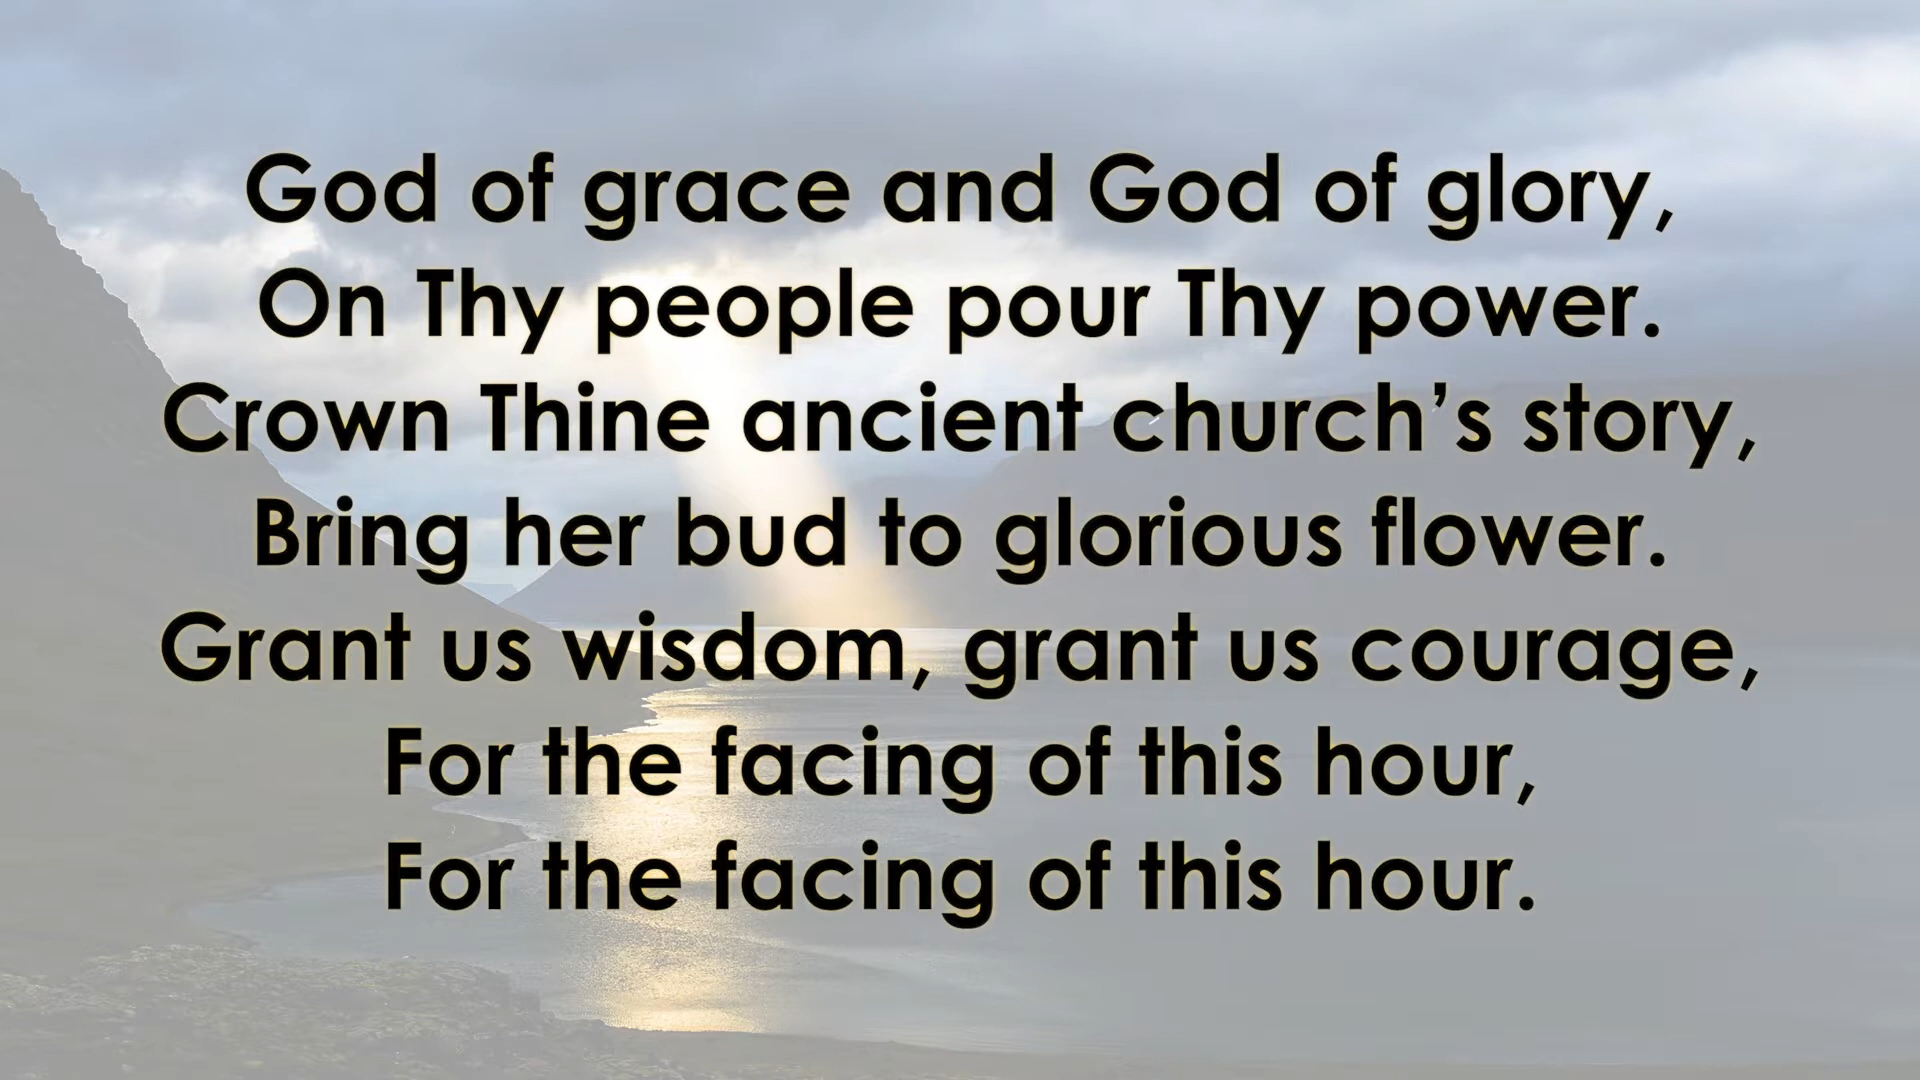 God of grace and God of glory,
On Thy people pour Thy power.
Crown Thine ancient church’s story,
Bring her bud to glorious flower.
Grant us wisdom, grant us courage,
For the facing of this hour,
For the facing of this hour.